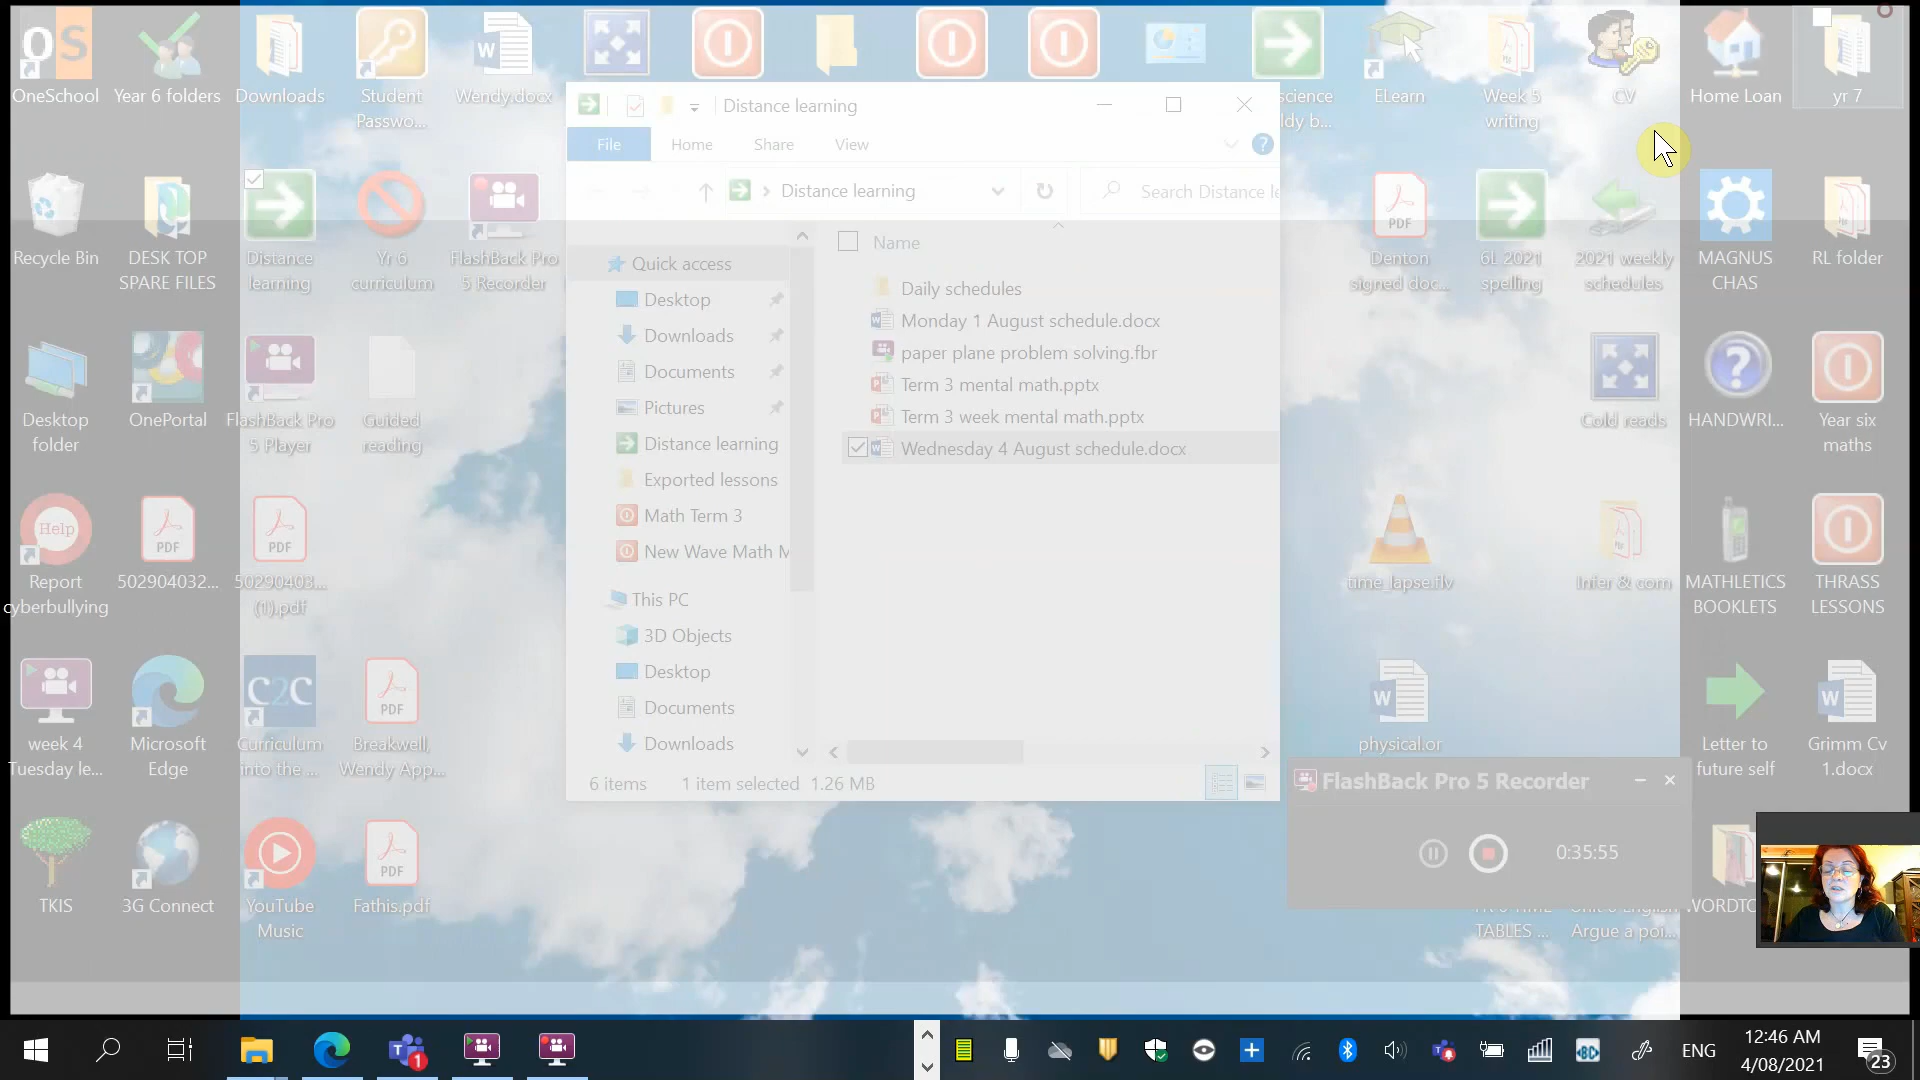 OneSchool
Year 6 folders
Downloads
Student
Passwo...
Wendy.docx
science
ldy b...
ELearn
Week 5
writing
CV
Home Loan
yr 7
Distance learning
File
Home
Share
View
Distance learning
Search Distance le
Recycle Bin
DESK TOP
SPARE FILES
Distance
learning
Yr 6
curriculum
FlashBack Pro
5 Recorder
PDF
Denton
signed doc...
6L 2021
spelling
2021 weekly
schedules
MAGNUS
CHAS
RL folder
Name
Quick access
Desktop
Downloads
Documents
Pictures
Distance learning
Exported lessons
Math Term 3
New Wave Math M
This PC
3D Objects
Desktop
Documents
Downloads
Daily schedules
Monday 1 August schedule.docx
paper plane problem solving.fbr
Term 3 mental math.pptx
Term 3 week mental math.pptx
Wednesday 4 August schedule.docx
6 items
1 item selected 1.26 MB
Desktop
folder
OnePortal
FlashBack Pro
5 Player
Guided
reading
Cold reads
HANDWRI...
Year six
maths
Help
Report
cyberbullying
PDF
502904032...
PDF
50290403...
(1).pdf
time_lapse.flv
Infer & com
MATHLETICS
BOOKLETS
THRASS
LESSONS
week 4
Tuesday le...
Microsoft
Edge
C2C
Curriculum
into the ...
PDF
Breakwell,
Wendy App...
physical.or
Letter to
future self
Grimm Cv
1.docx
FlashBack Pro 5 Recorder
0:35:55
TKIS
3G Connect
YouTube
Music
PDF
Fathis.pdf
TABLES ...
Argue a poi...
WORDTO
ENG
12:46 AM
4/08/2021
23